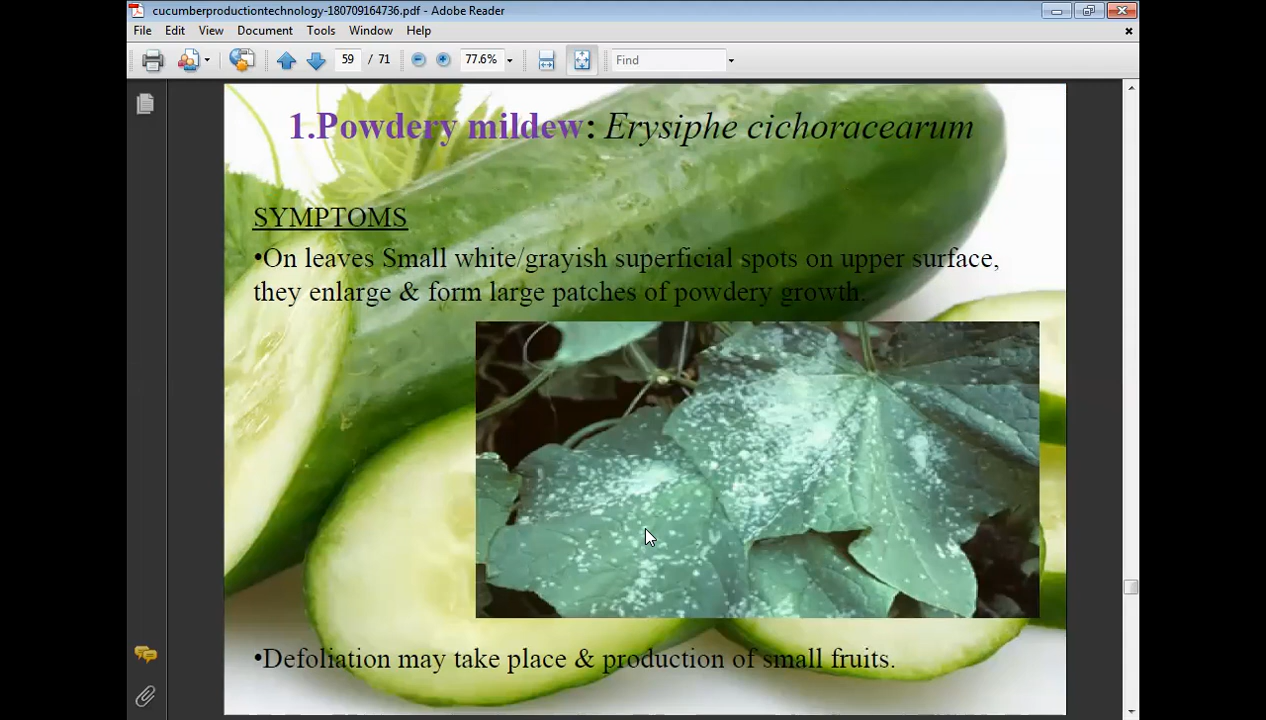 cucumberproductiontechnology-180709164736.pdf - Adobe Reader
File Edit View Document Tools Window Help
59 / 71 77.6% Find
1.Powdery mildew: Erysiphe cichoracearum
SYMPTOMS
•On leaves Small white/grayish superficial spots on upper surface,
they enlarge & form large patches of powdery growth.
•Defoliation may take place & production of small fruits.